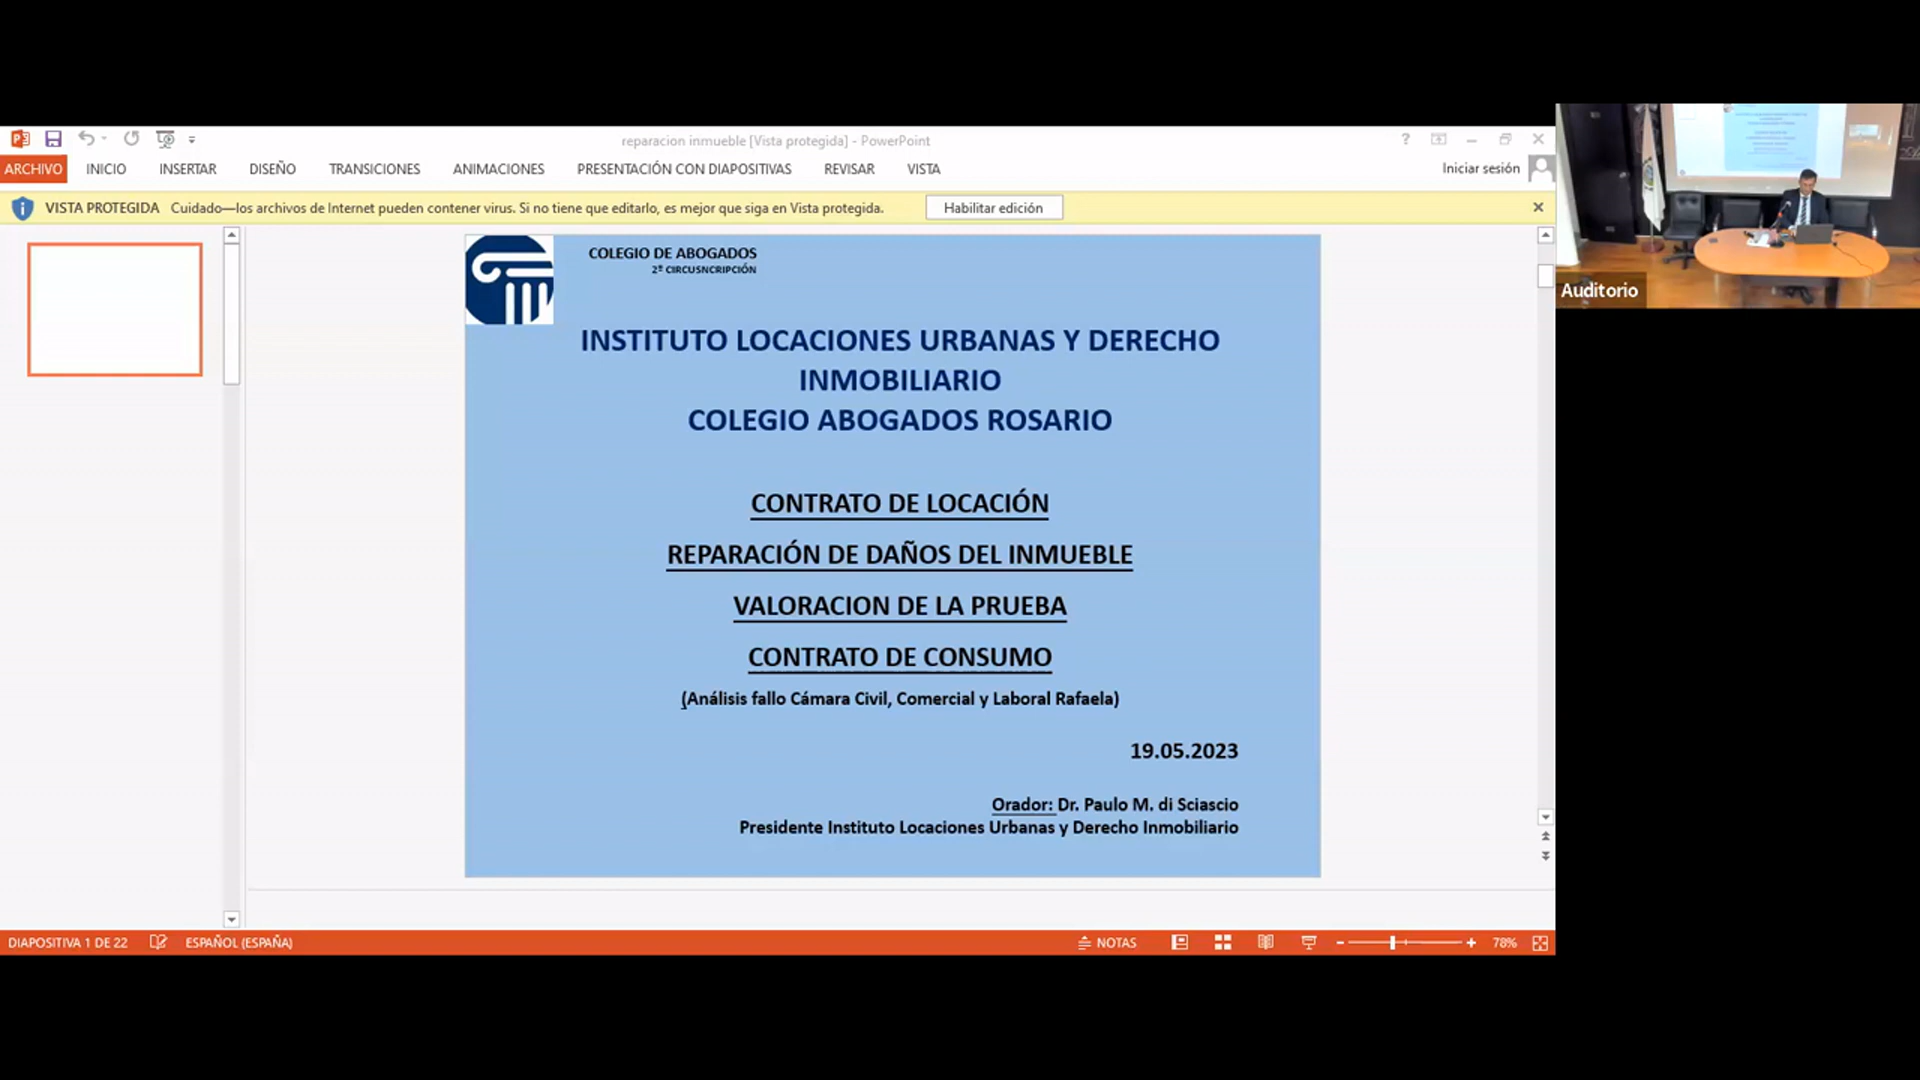 reparacion inmueble [Vista protegida] - PowerPoint
?
ARCHIVO INICIO INSERTAR DISEÑO TRANSICIONES ANIMACIONES PRESENTACIÓN CON DIAPOSITIVAS REVISAR VISTA Iniciar sesión
VISTA PROTEGIDA Cuidado—los archivos de Internet pueden contener virus. Si no tiene que editarlo, es mejor que siga en Vista protegida. Habilitar edición
COLEGIO DE ABOGADOS
2º CIRCUSNCRIPCIÓN
INSTITUTO LOCACIONES URBANAS Y DERECHO
INMOBILIARIO
COLEGIO ABOGADOS ROSARIO
CONTRATO DE LOCACIÓN
REPARACIÓN DE DAÑOS DEL INMUEBLE
VALORACION DE LA PRUEBA
CONTRATO DE CONSUMO
(Análisis fallo Cámara Civil, Comercial y Laboral Rafaela)
19.05.2023
Orador: Dr. Paulo M. di Sciascio
Presidente Instituto Locaciones Urbanas y Derecho Inmobiliario
DIAPOSITIVA 1 DE 22 ESPAÑOL (ESPAÑA) NOTAS 78%
Auditorio